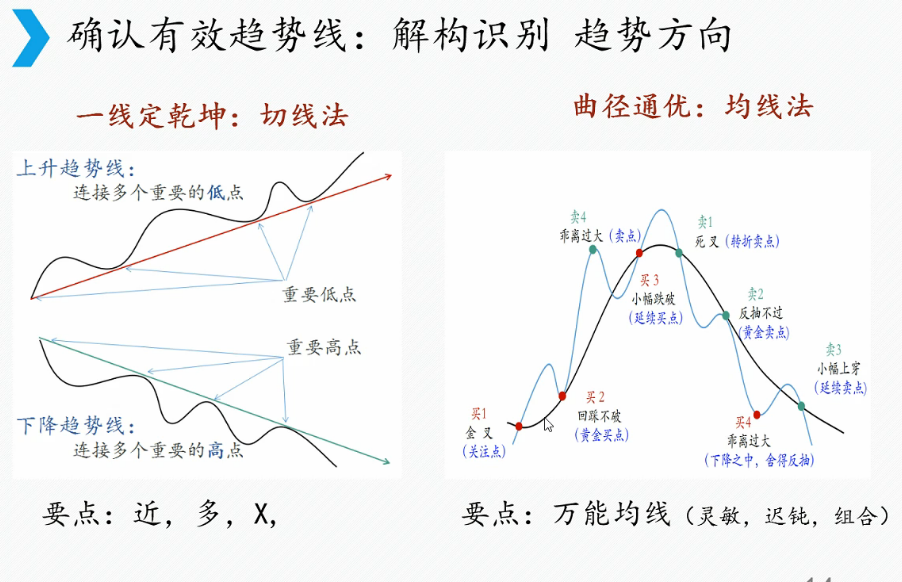 确认有效趋势线：解构识别 趋势方向
一线定乾坤：切线法
上升趋势线：
连接多个重要的低点
重要低点
重要高点
下降趋势线：
连接多个重要的高点
要点：近，多，X，
曲径通优：均线法
卖4
乖离过大（卖点）
卖1
死叉（转折卖点）
买3
小幅跌破
（延续买点）
卖2
反抽不过
（黄金卖点）
卖3
小幅上穿
（延续卖点）
买1
金叉
（关注点）
买2
回踩不破
（黄金买点）
买4
乖离过大
（下降之中，舍得反抽）
要点：万能均线（灵敏，迟钝，组合）